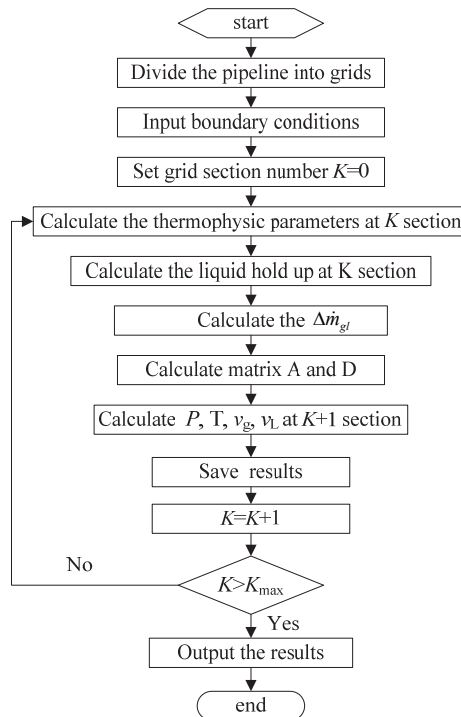 start
Divide the pipeline into grids
Input boundary conditions
Set grid section number K=0
Calculate the thermophysic parameters at K section
Calculate the liquid hold up at K section
Calculate the Δṁgl
Calculate matrix A and D
Calculate P, T, vg, vL at K+1 section
Save results
K=K+1
No
K>Kmax
Yes
Output the results
end